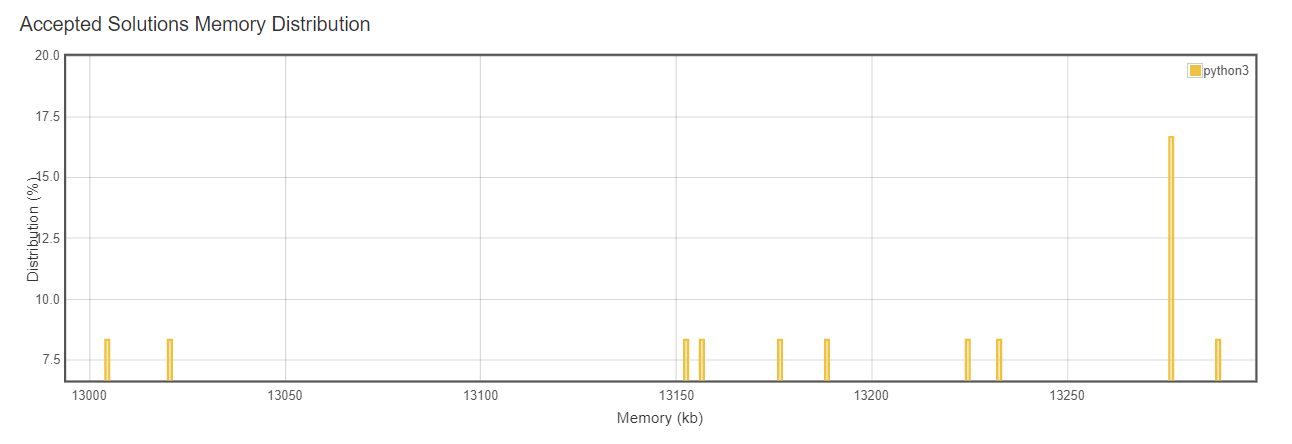 Accepted Solutions Memory Distribution
20.0
17.5
15.0
12.5
10.0
7.5
Distribution (%)
python3
13000 13050 13100 13150 13200 13250
Memory (kb)